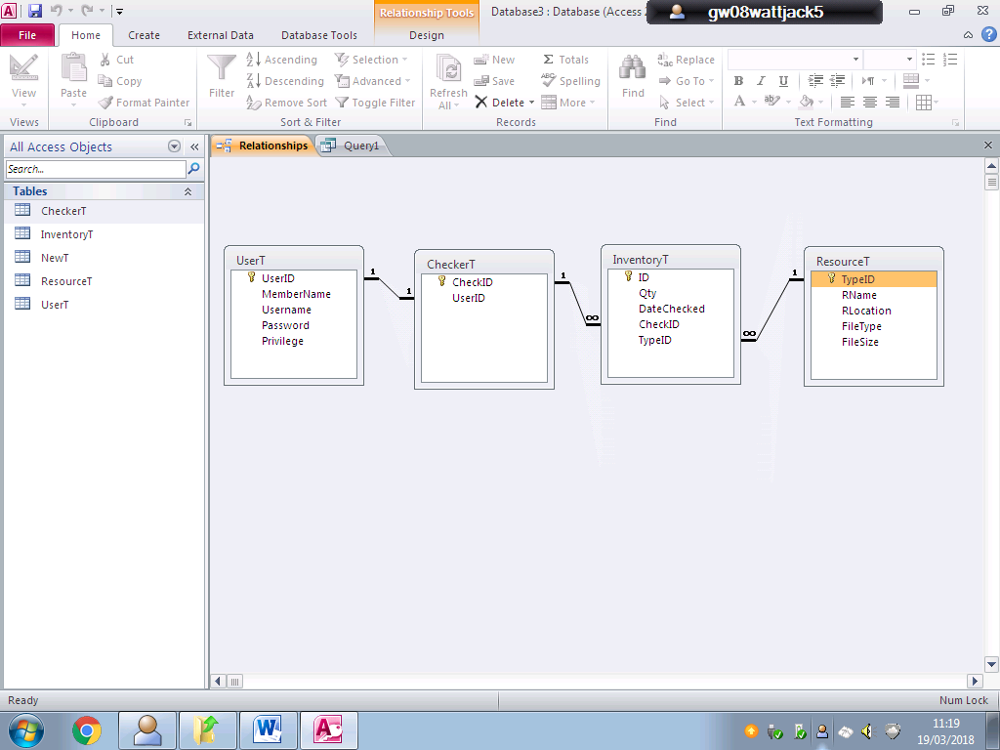 Relationship Tools
Database3 : Database (Access
gw08wattjack5
File
Home
Create
External Data
Database Tools
Design
View
Views
Paste
Cut
Copy
Format Painter
Clipboard
Filter
Ascending
Descending
Remove Sort
Selection
Advanced
Toggle Filter
Sort & Filter
Refresh
All
New
Save
Delete
Totals
Spelling
More
Records
Find
Replace
Go To
Select
Find
B I U
A
Text Formatting
All Access Objects
Search...
Tables
CheckerT
InventoryT
NewT
ResourceT
UserT
Relationships
Query1
UserT
UserID
MemberName
Username
Password
Privilege
1
1
CheckerT
CheckID
UserID
1
∞
InventoryT
ID
Qty
DateChecked
CheckID
TypeID
∞
1
ResourceT
TypeID
RName
RLocation
FileType
FileSize
Ready
Num Lock
11:19
19/03/2018